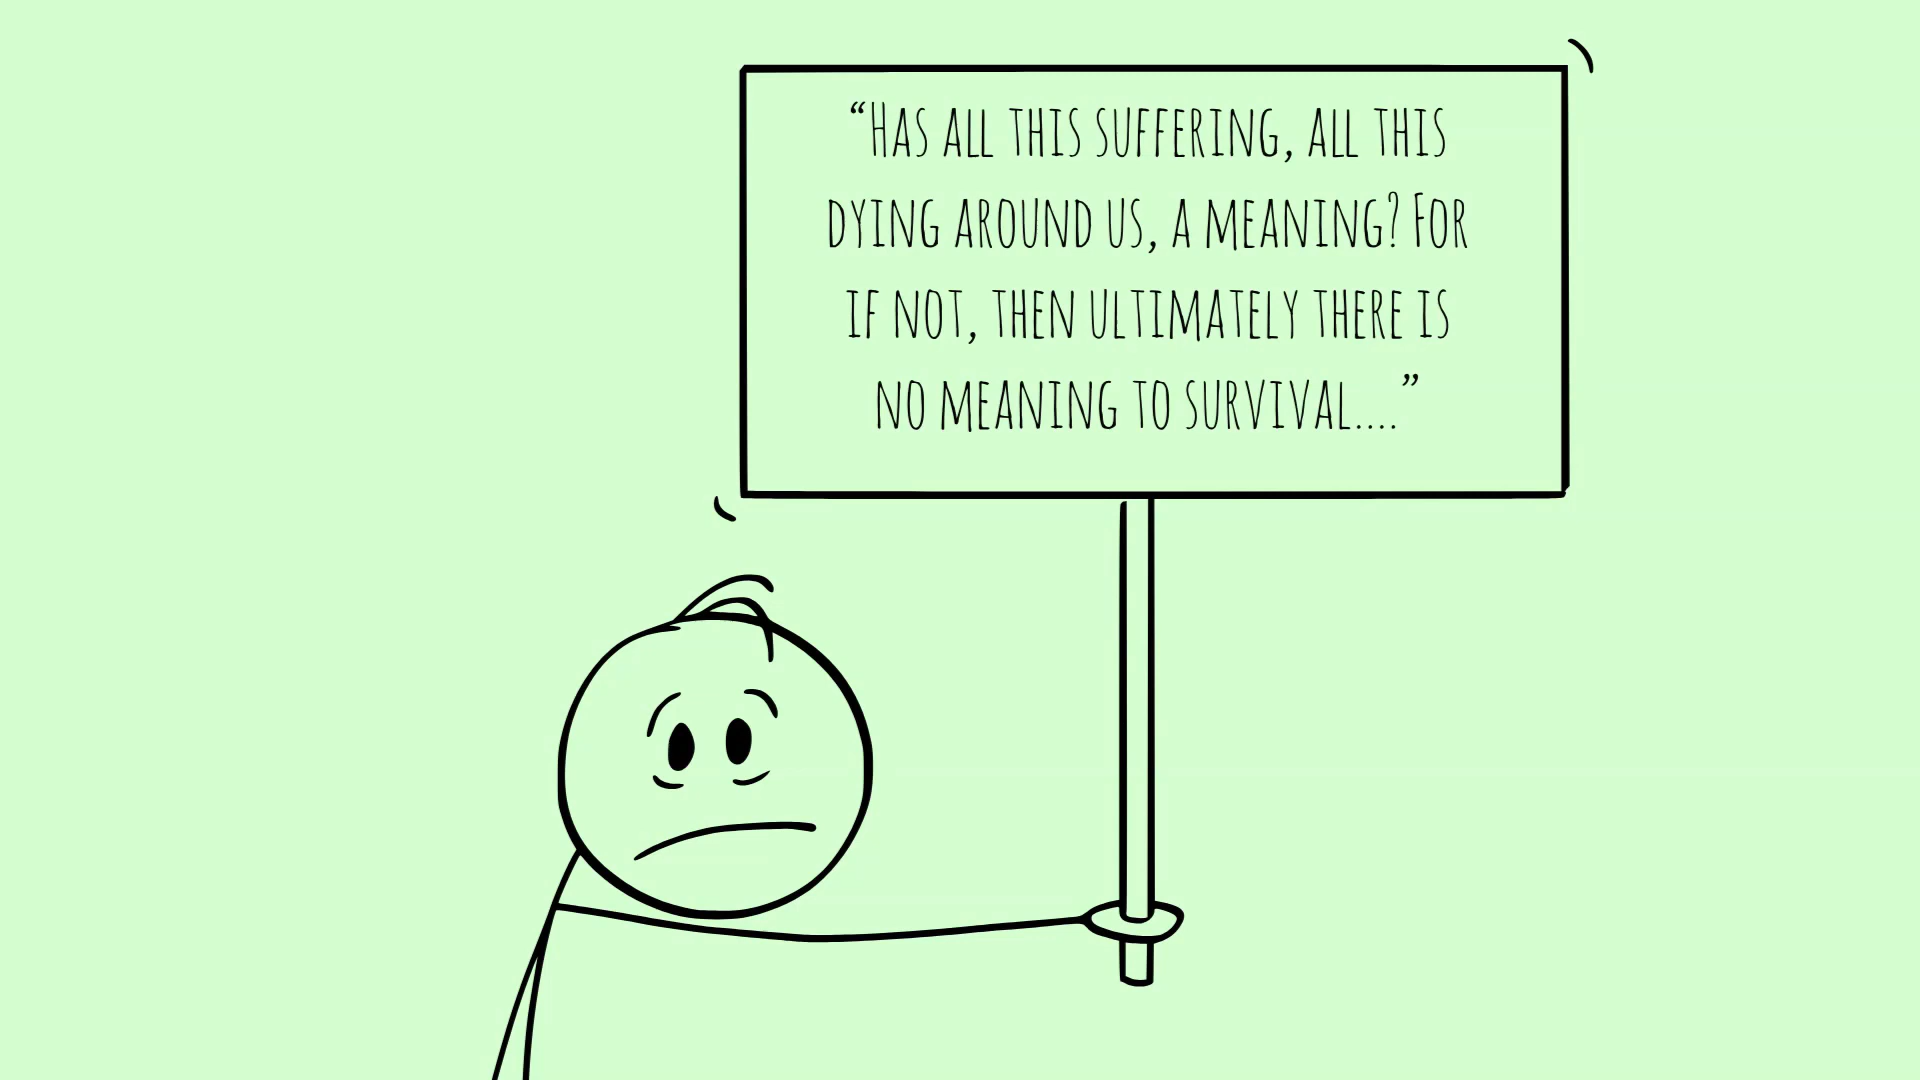 “Has all this suffering, all this
dying around us, a meaning? For
if not, then ultimately there is
no meaning to survival....”